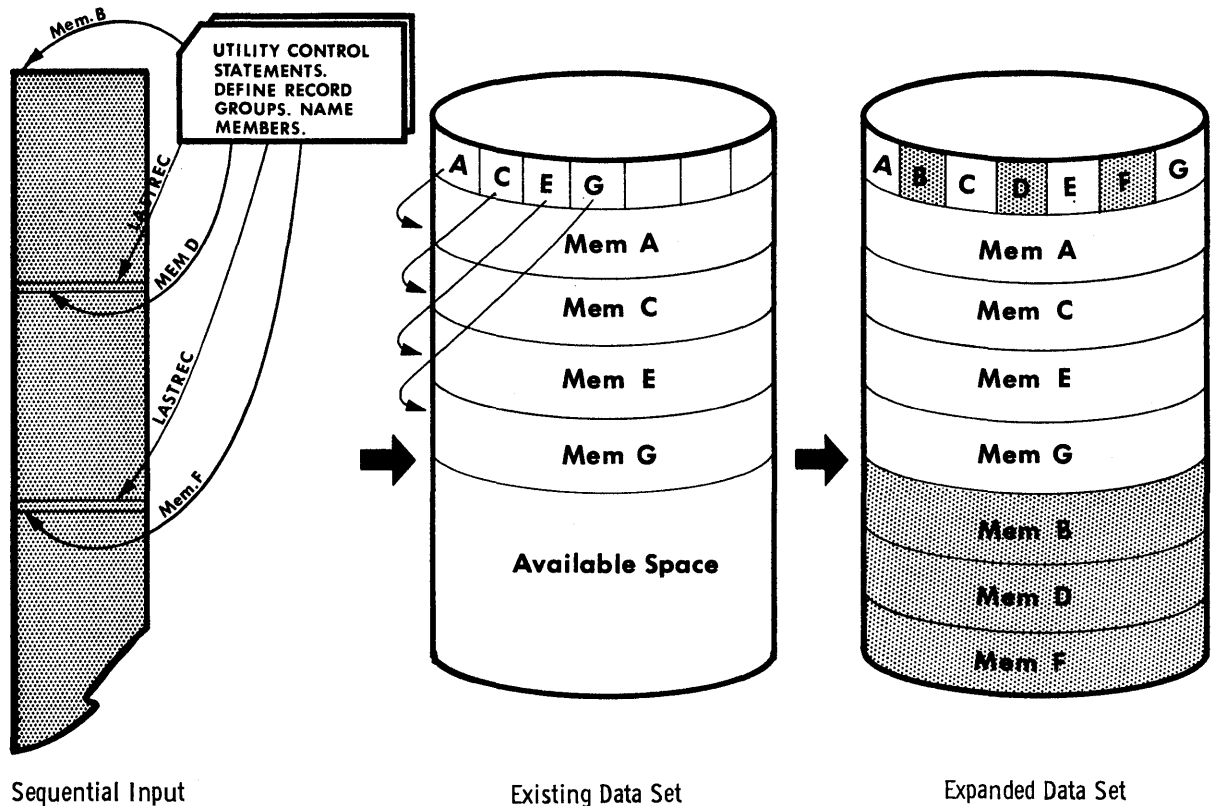 Mem. B
UTILITY CONTROL
STATEMENTS.
DEFINE RECORD
GROUPS. NAME
MEMBERS.
LASTREC
MEM D
LASTREC
Mem. F
A C E G
Mem A
Mem C
Mem E
Mem G
Available Space
A B C D E F G
Mem A
Mem C
Mem E
Mem G
Mem B
Mem D
Mem F
Sequential Input
Existing Data Set
Expanded Data Set